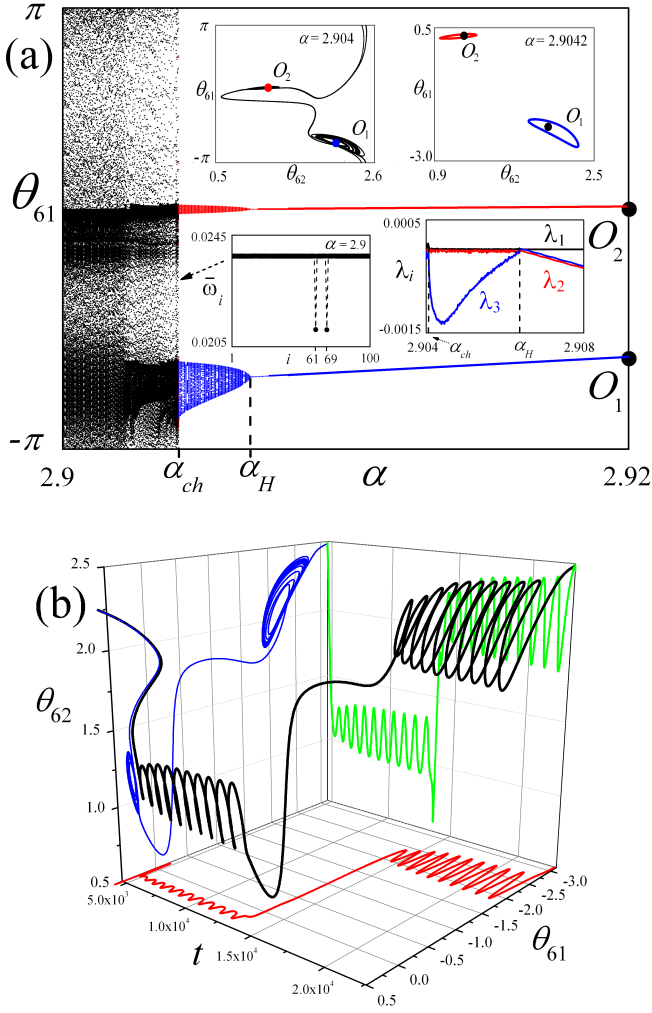 (a)
π
θ61
-π
2.9
αch
αH
α
2.92
O2
O1
π
α = 2.904
θ61
O2
O1
-π
0.5
θ62
2.6
0.5
α = 2.9042
O2
θ61
O1
-3.0
0.9
θ62
2.5
0.0245
α = 2.9
ω̄i
0.0205
1
i
61
69
100
0.0005
λi
λ1
λ2
λ3
-0.0015
2.904
αch
αH
2.908
(b)
2.5
2.0
θ62
1.5
1.0
0.5
5.0x10³
1.0x10⁴
t
1.5x10⁴
2.0x10⁴
0.5
0.0
-0.5
-1.0
-1.5
-2.0
-2.5
-3.0
θ61